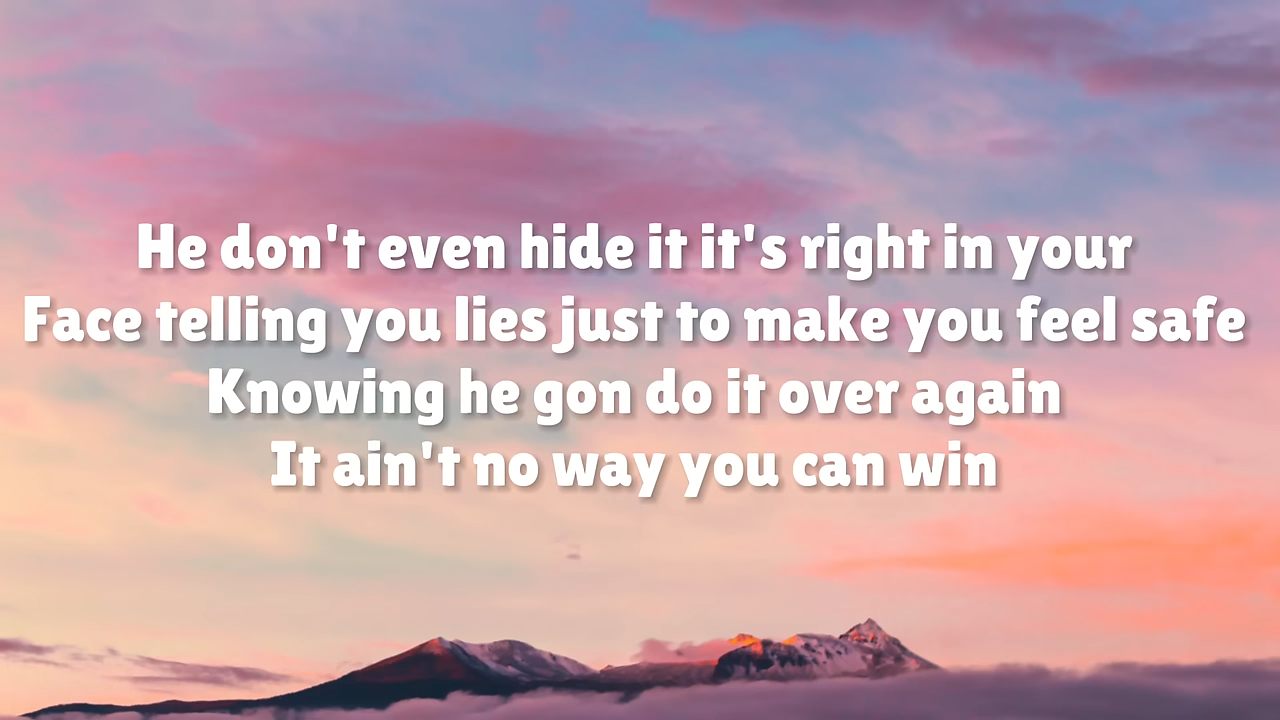 He don't even hide it it's right in your
Face telling you lies just to make you feel safe
Knowing he gon do it over again
It ain't no way you can win